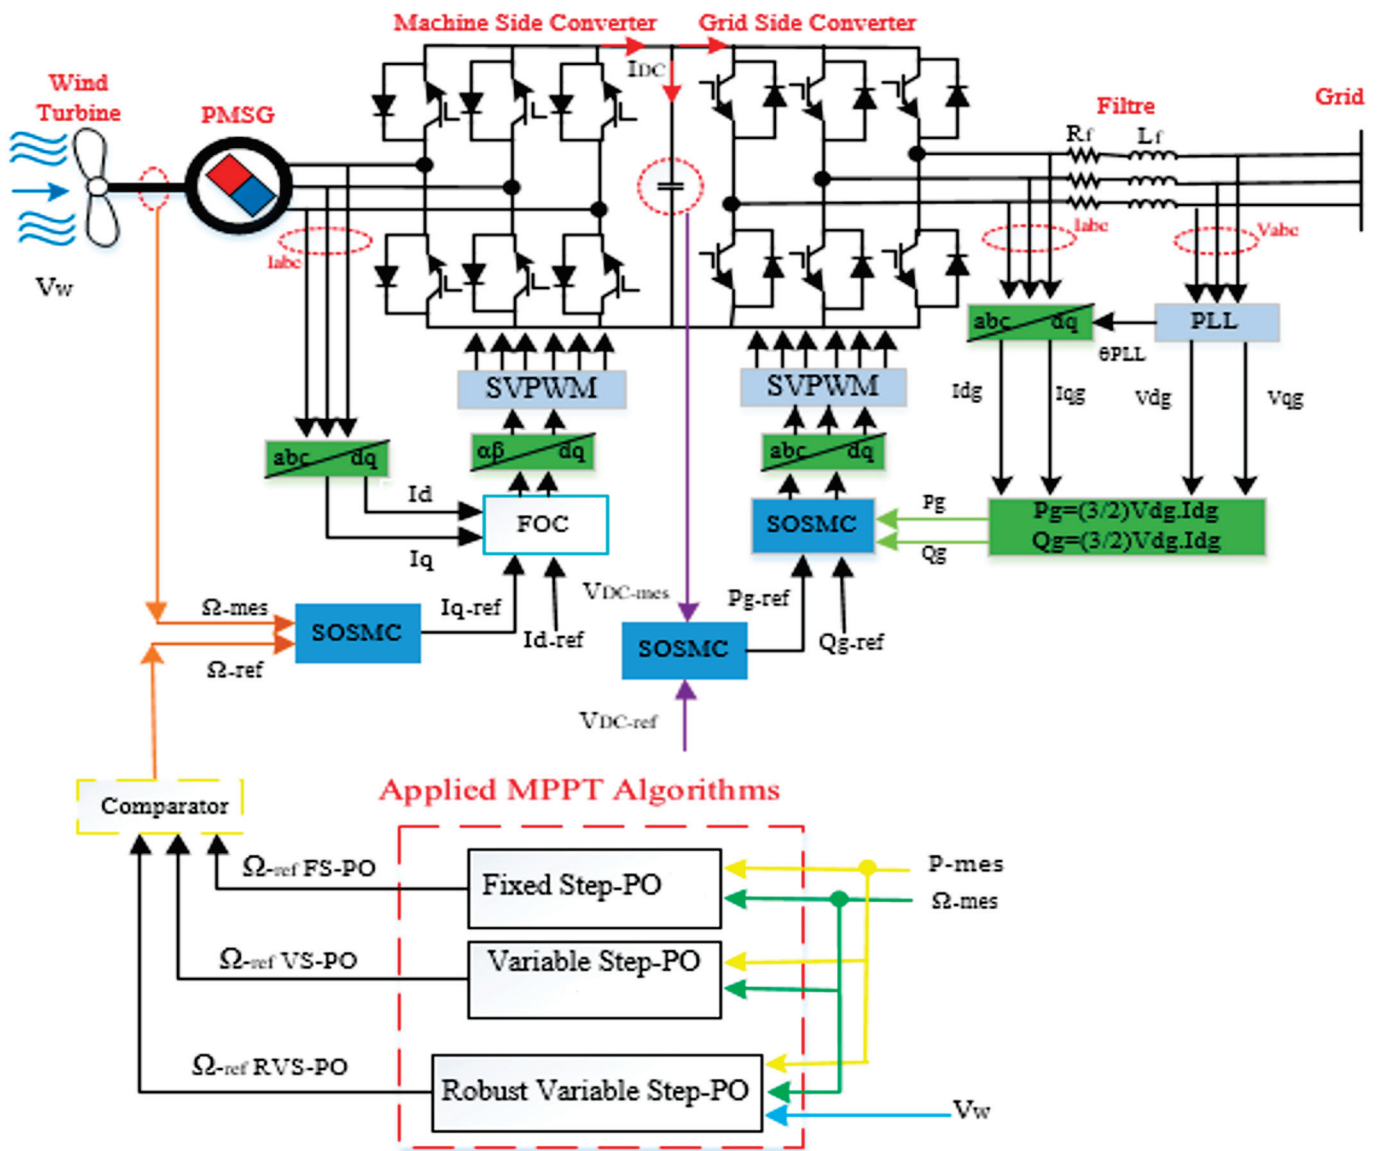 Machine Side Converter
Grid Side Converter
Wind
Turbine
PMSG
IDC
Filtre
Grid
Rf
Lf
Vw
Iabc
Iabc
Vabc
abc
dq
PLL
θPLL
SVPWM
SVPWM
Idg
Iqg
Vdg
Vqg
abc
dq
αβ
dq
abc
dq
Id
Iq
FOC
SOSMC
Pg
Qg
Pg=(3/2)Vdg.Idg
Qg=(3/2)Vdg.Idg
Ω-mes
Ω-ref
SOSMC
Iq-ref
Id-ref
VDC-mes
Pg-ref
Qg-ref
SOSMC
VDC-ref
Applied MPPT Algorithms
Comparator
Ω-ref FS-PO
Fixed Step-PO
P-mes
Ω-mes
Ω-ref VS-PO
Variable Step-PO
Ω-ref RVS-PO
Robust Variable Step-PO
Vw